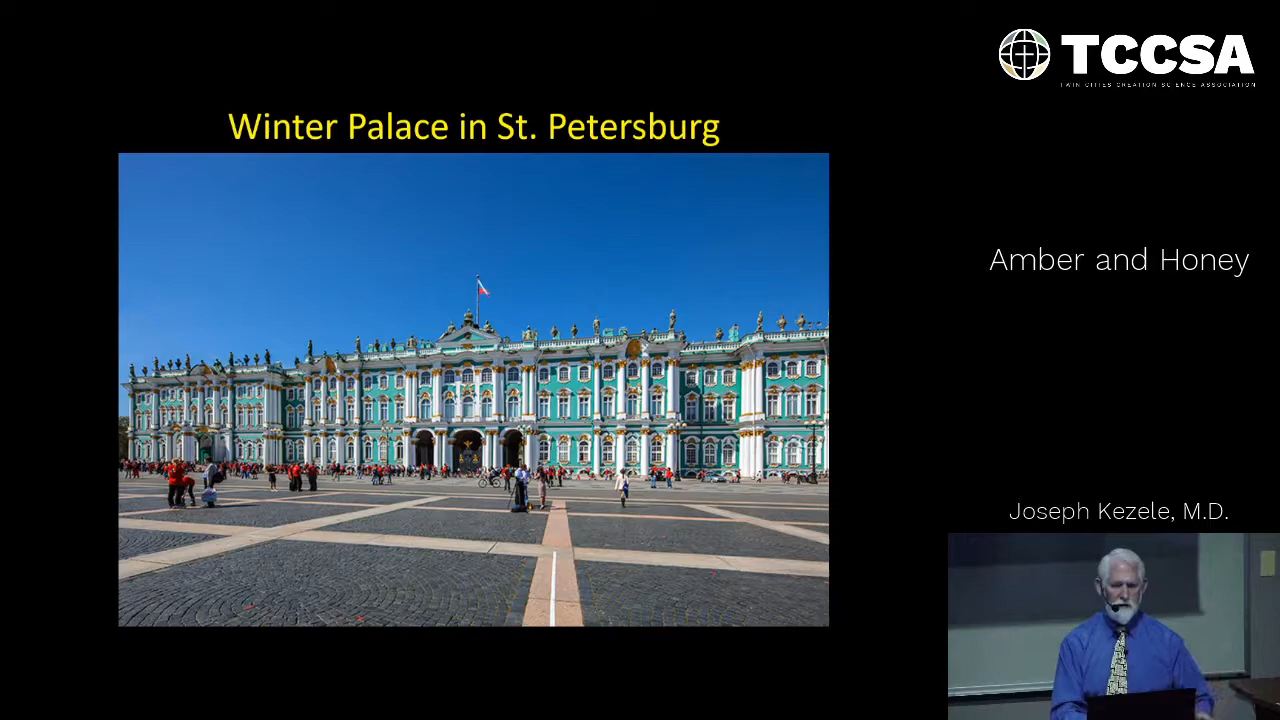 TCCSA
TWIN CITIES CREATION SCIENCE ASSOCIATION
Winter Palace in St. Petersburg
Amber and Honey
Joseph Kezele, M.D.